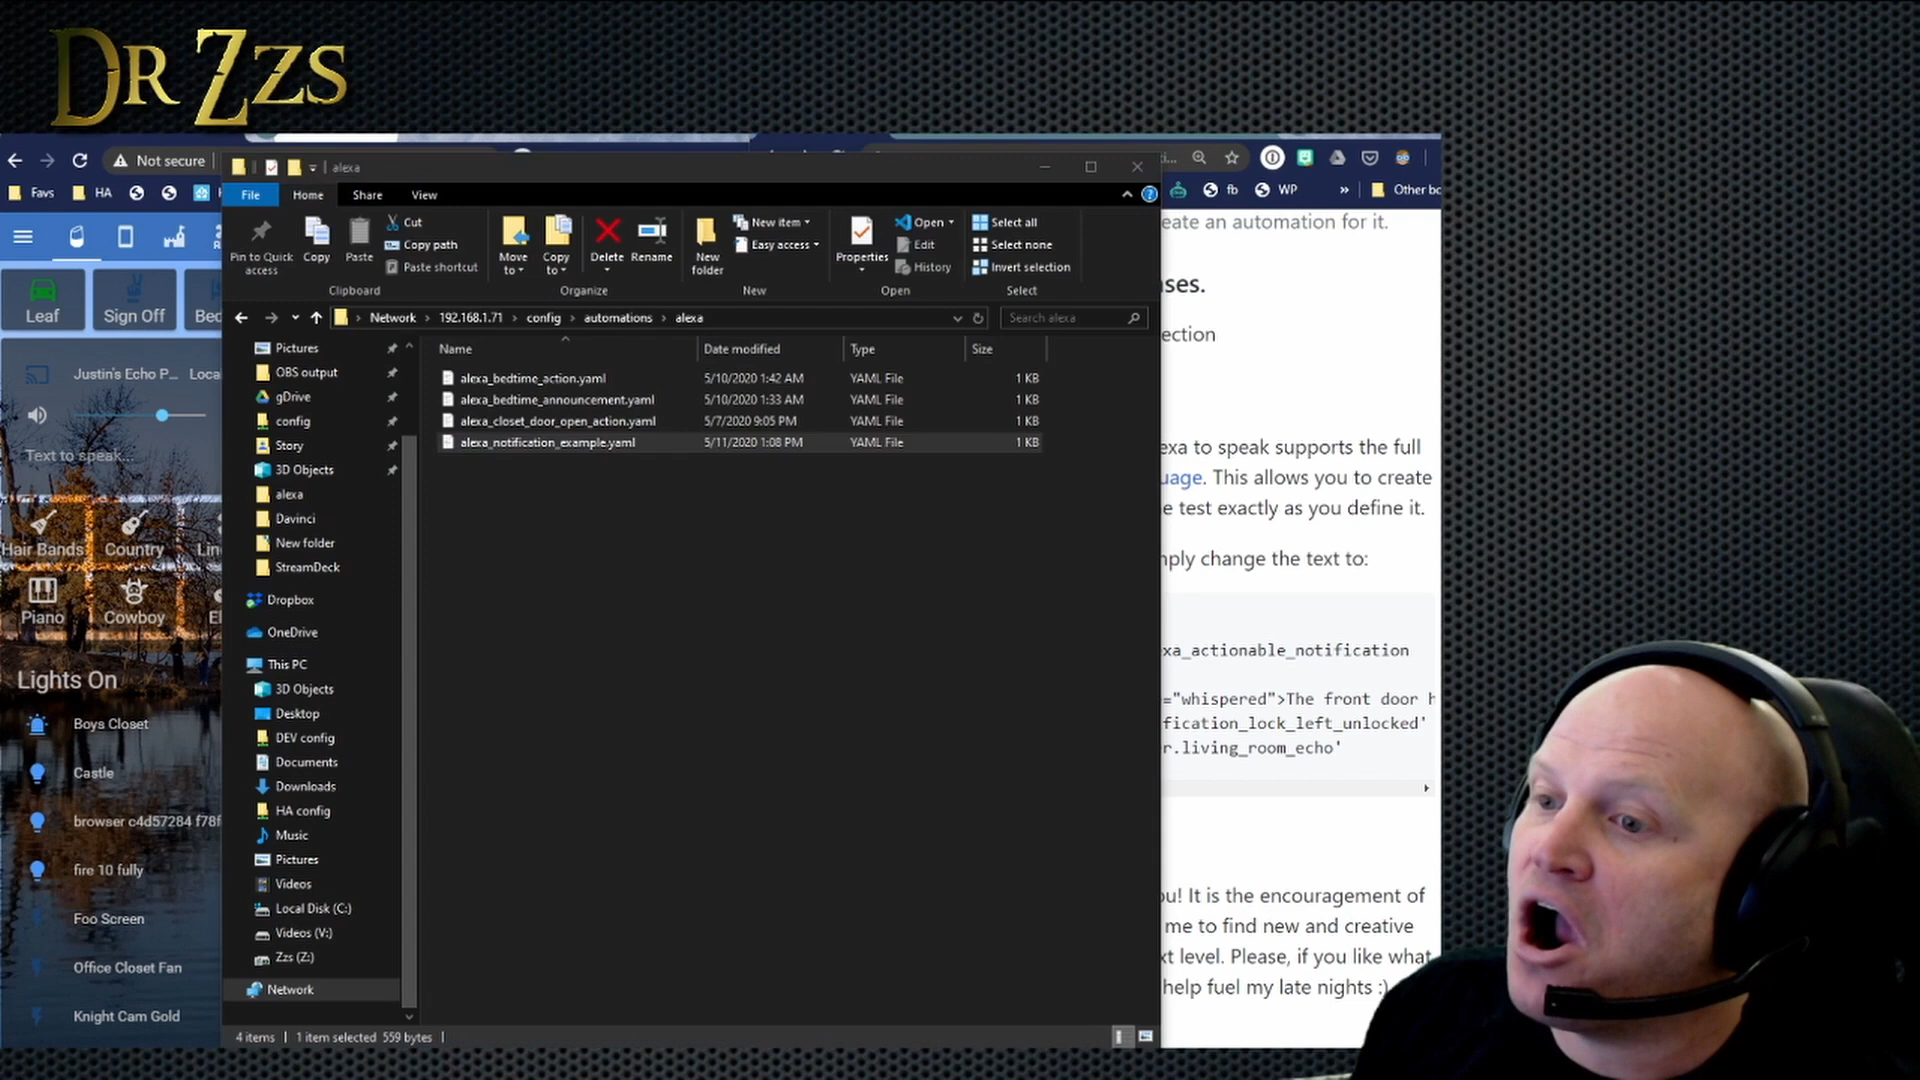 DR ZZS
Not secure
Favs
HA
fb
WP
»
Other bo
alexa
File
Home
Share
View
Pin to Quick access
Copy
Paste
Cut
Copy path
Paste shortcut
Clipboard
Move to
Copy to
Delete
Rename
Organize
New folder
New item
Easy access
New
Properties
Open
Edit
History
Open
Select all
Select none
Invert selection
Select
Network > 192.168.1.71 > config > automations > alexa
Search alexa
Name
Date modified
Type
Size
alexa_bedtime_action.yaml 5/10/2020 1:42 AM YAML File 1 KB
alexa_bedtime_announcement.yaml 5/10/2020 1:33 AM YAML File 1 KB
alexa_closet_door_open_action.yaml 5/7/2020 9:05 PM YAML File 1 KB
alexa_notification_example.yaml 5/11/2020 1:08 PM YAML File 1 KB
Pictures
OBS output
gDrive
config
Story
3D Objects
alexa
Davinci
New folder
StreamDeck
Dropbox
OneDrive
This PC
3D Objects
Desktop
DEV config
Documents
Downloads
HA config
Music
Pictures
Videos
Local Disk (C:)
Videos (V:)
Zzs (Z:)
Network
4 items
1 item selected 559 bytes
Leaf
Sign Off
Bed
Justin's Echo P...
Loca
Text to speak...
Hair Bands
Country
Lin
Piano
Cowboy
El
Lights On
Boys Closet
Castle
browser c4d57284 f78f
fire 10 fully
Foo Screen
Office Closet Fan
Knight Cam Gold
eate an automation for it.
ses.
ection
exa to speak supports the full
uage. This allows you to create
e test exactly as you define it.
nply change the text to:
xa_actionable_notification
="whispered">The front door h
fication_lock_left_unlocked'
r.living_room_echo'
ou! It is the encouragement of
me to find new and creative
xt level. Please, if you like what
help fuel my late nights :)